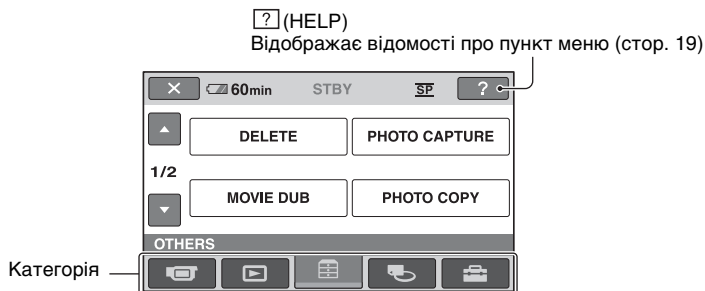 ? (HELP)
Відображає відомості про пункт меню (стор. 19)
60min STBY SP ?
DELETE PHOTO CAPTURE
1/2
MOVIE DUB PHOTO COPY
OTHERS
Категорія